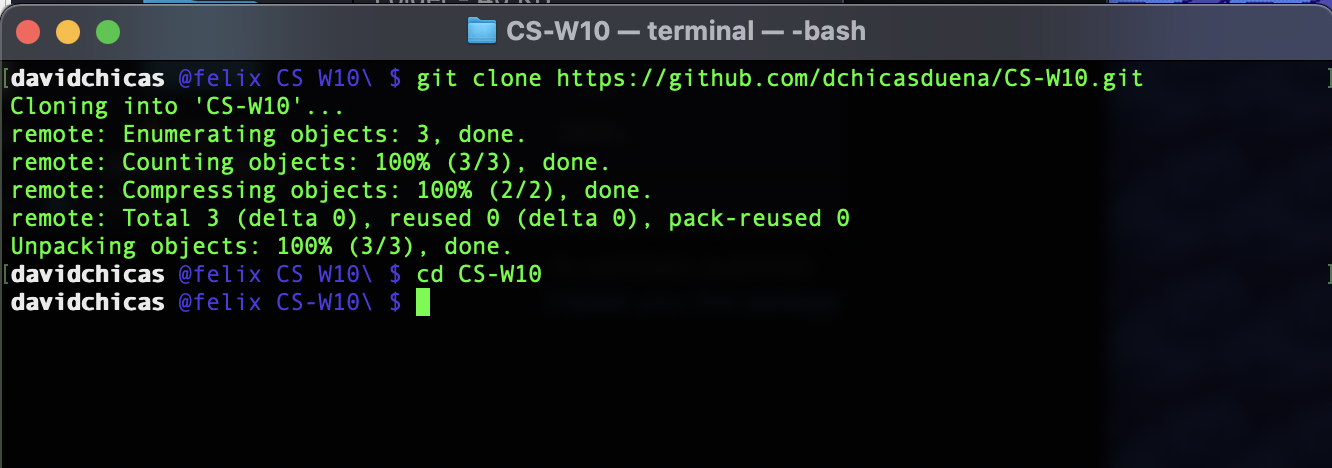 CS-W10 — terminal — -bash
davidchicas @felix CS W10\ $ git clone https://github.com/dchicasduena/CS-W10.git
Cloning into 'CS-W10'...
remote: Enumerating objects: 3, done.
remote: Counting objects: 100% (3/3), done.
remote: Compressing objects: 100% (2/2), done.
remote: Total 3 (delta 0), reused 0 (delta 0), pack-reused 0
Unpacking objects: 100% (3/3), done.
davidchicas @felix CS W10\ $ cd CS-W10
davidchicas @felix CS-W10\ $